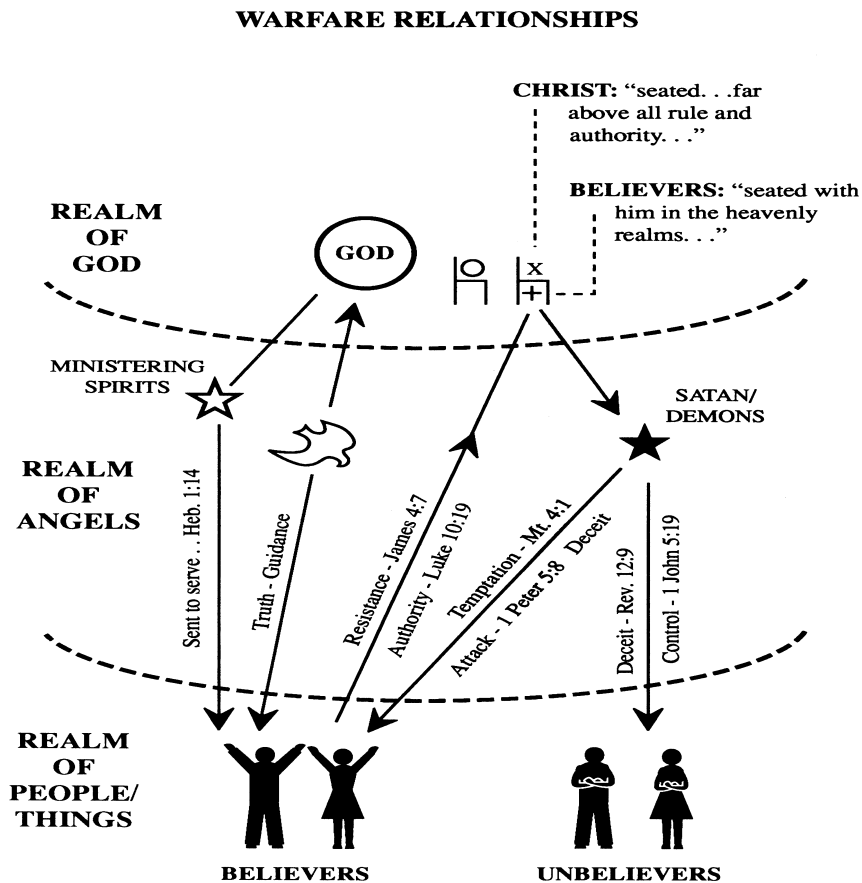 WARFARE RELATIONSHIPS
CHRIST: “seated. . .far
above all rule and
authority. . .”
BELIEVERS: “seated with
him in the heavenly
realms. . .”
REALM
OF
GOD
GOD
x
+
MINISTERING
SPIRITS
SATAN/
DEMONS
REALM
OF
ANGELS
Sent to serve . . Heb. 1:14
Truth - Guidance
Resistance - James 4:7
Authority - Luke 10:19
Temptation - Mt. 4:1
Attack - 1 Peter 5:8 Deceit
Deceit - Rev. 12:9
Control - 1 John 5:19
REALM
OF
PEOPLE/
THINGS
BELIEVERS
UNBELIEVERS